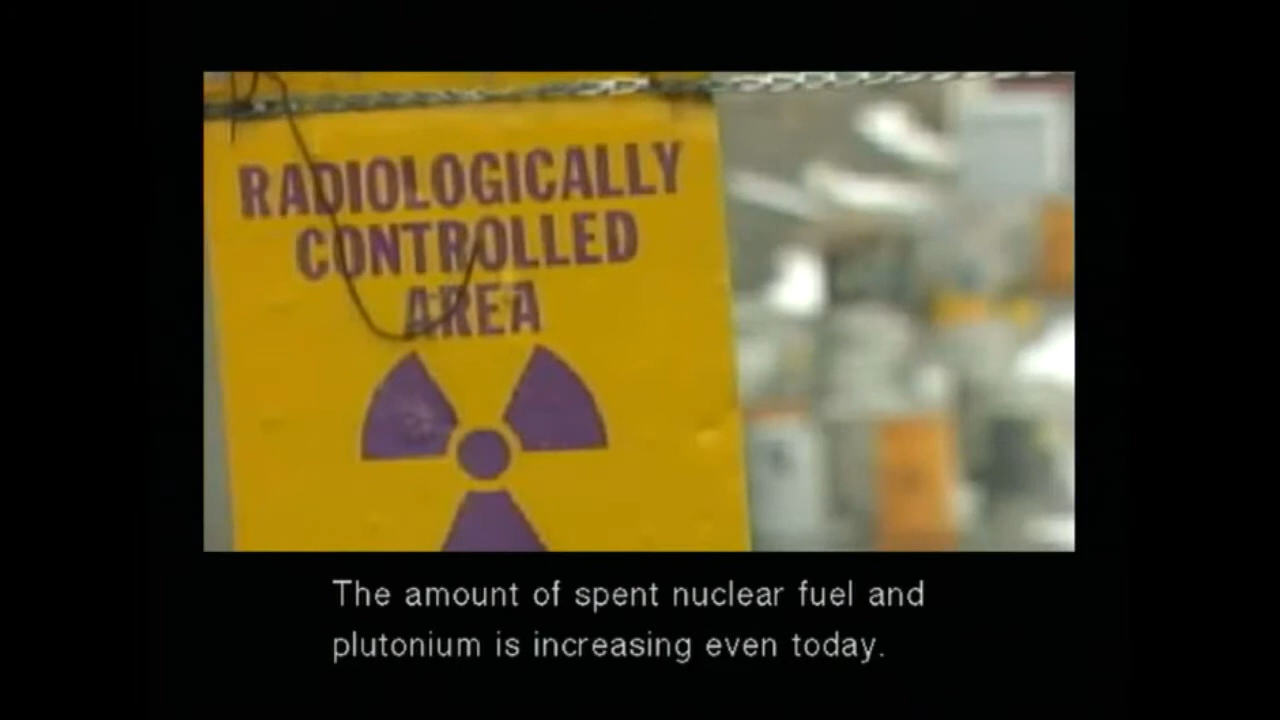 RADIOLOGICALLY
CONTROLLED
AREA
The amount of spent nuclear fuel and
plutonium is increasing even today.